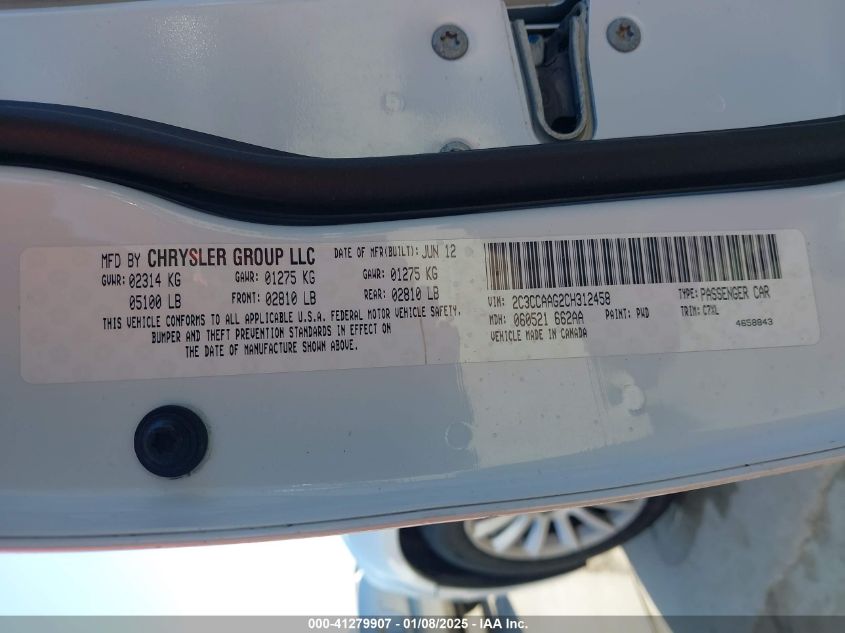 MFD BY CHRYSLER GROUP LLC DATE OF MFR(BUILT): JUN 12
GVWR: 02314 KG GAWR: 01275 KG GAWR: 01275 KG
05100 LB FRONT: 02810 LB REAR: 02810 LB
THIS VEHICLE CONFORMS TO ALL APPLICABLE U.S.A. FEDERAL MOTOR VEHICLE SAFETY,
BUMPER AND THEFT PREVENTION STANDARDS IN EFFECT ON
THE DATE OF MANUFACTURE SHOWN ABOVE.
VIN: 2C3CCAAG2CH312458 TYPE: PASSENGER CAR
MDH: 060521 662AA PAINT: PWD TRIM: C7XL
VEHICLE MADE IN CANADA 4658843
000-41279907 - 01/08/2025 - IAA Inc.